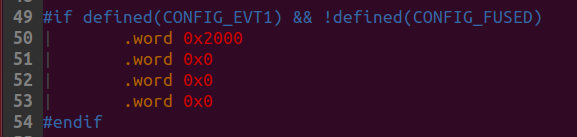 49 #if defined(CONFIG_EVT1) && !defined(CONFIG_FUSED)
50 | .word 0x2000
51 | .word 0x0
52 | .word 0x0
53 | .word 0x0
54 #endif